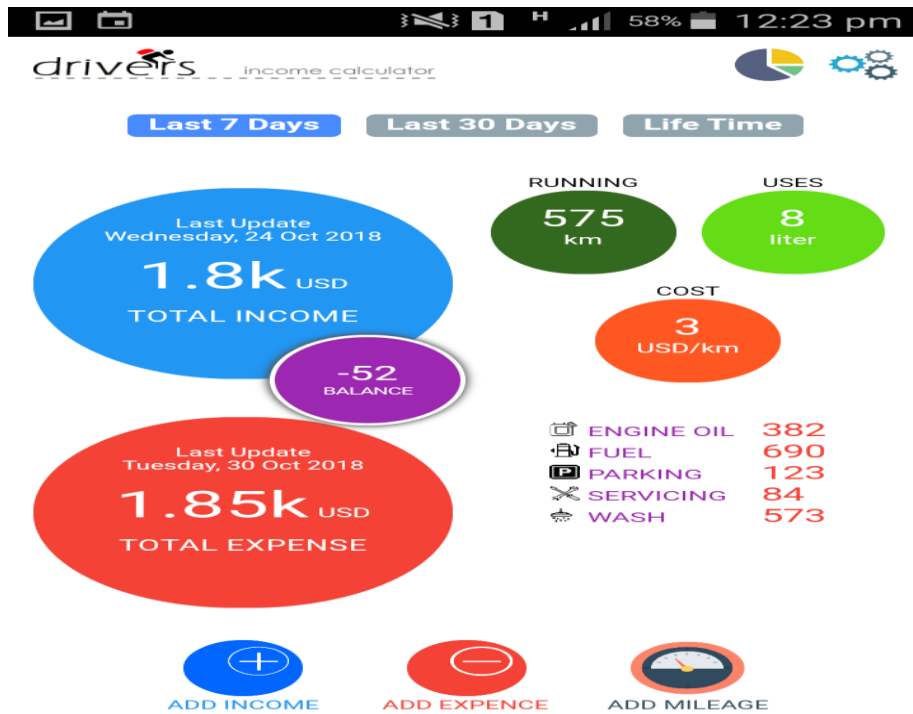 1 H 58% 12:23 pm
drivers income calculator
Last 7 Days Last 30 Days Life Time
Last Update
Wednesday, 24 Oct 2018
1.8k USD
TOTAL INCOME
-52
BALANCE
Last Update
Tuesday, 30 Oct 2018
1.85k USD
TOTAL EXPENSE
RUNNING
575
km
USES
8
liter
COST
3
USD/km
ENGINE OIL 382
FUEL 690
P PARKING 123
SERVICING 84
WASH 573
ADD INCOME ADD EXPENCE ADD MILEAGE